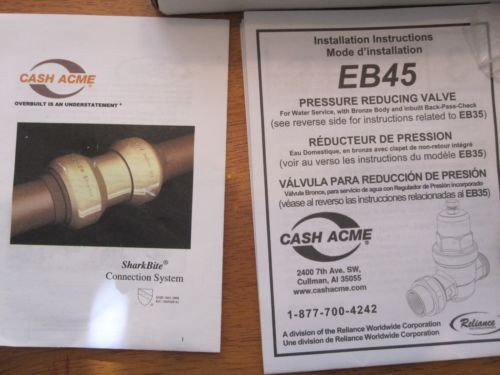 CASH ACME
OVERBUILT IS AN UNDERSTATEMENT
SharkBite®
Connection System
1
Installation Instructions
Mode d'installation
EB45
PRESSURE REDUCING VALVE
For Water Service, with Bronze Body and Inbuilt Back-Pass-Check
(see reverse side for instructions related to EB35)
RÉDUCTEUR DE PRESSION
Eau Domestique, en bronze avec clapet de non-retour intégré
(voir au verso les instructions du modèle EB35)
VÁLVULA PARA REDUCCIÓN DE PRESIÓN
Válvula Bronce, para servicio de agua con Regulador de Presión incorporado
(véase al reverso las instrucciones relacionadas al EB35)
CASH ACME®
2400 7th Ave. SW,
Cullman, Al 35055
www.cashacme.com
1-877-700-4242
A division of the Reliance Worldwide Corporation
Une division de Reliance Worldwide Corporation
Reliance